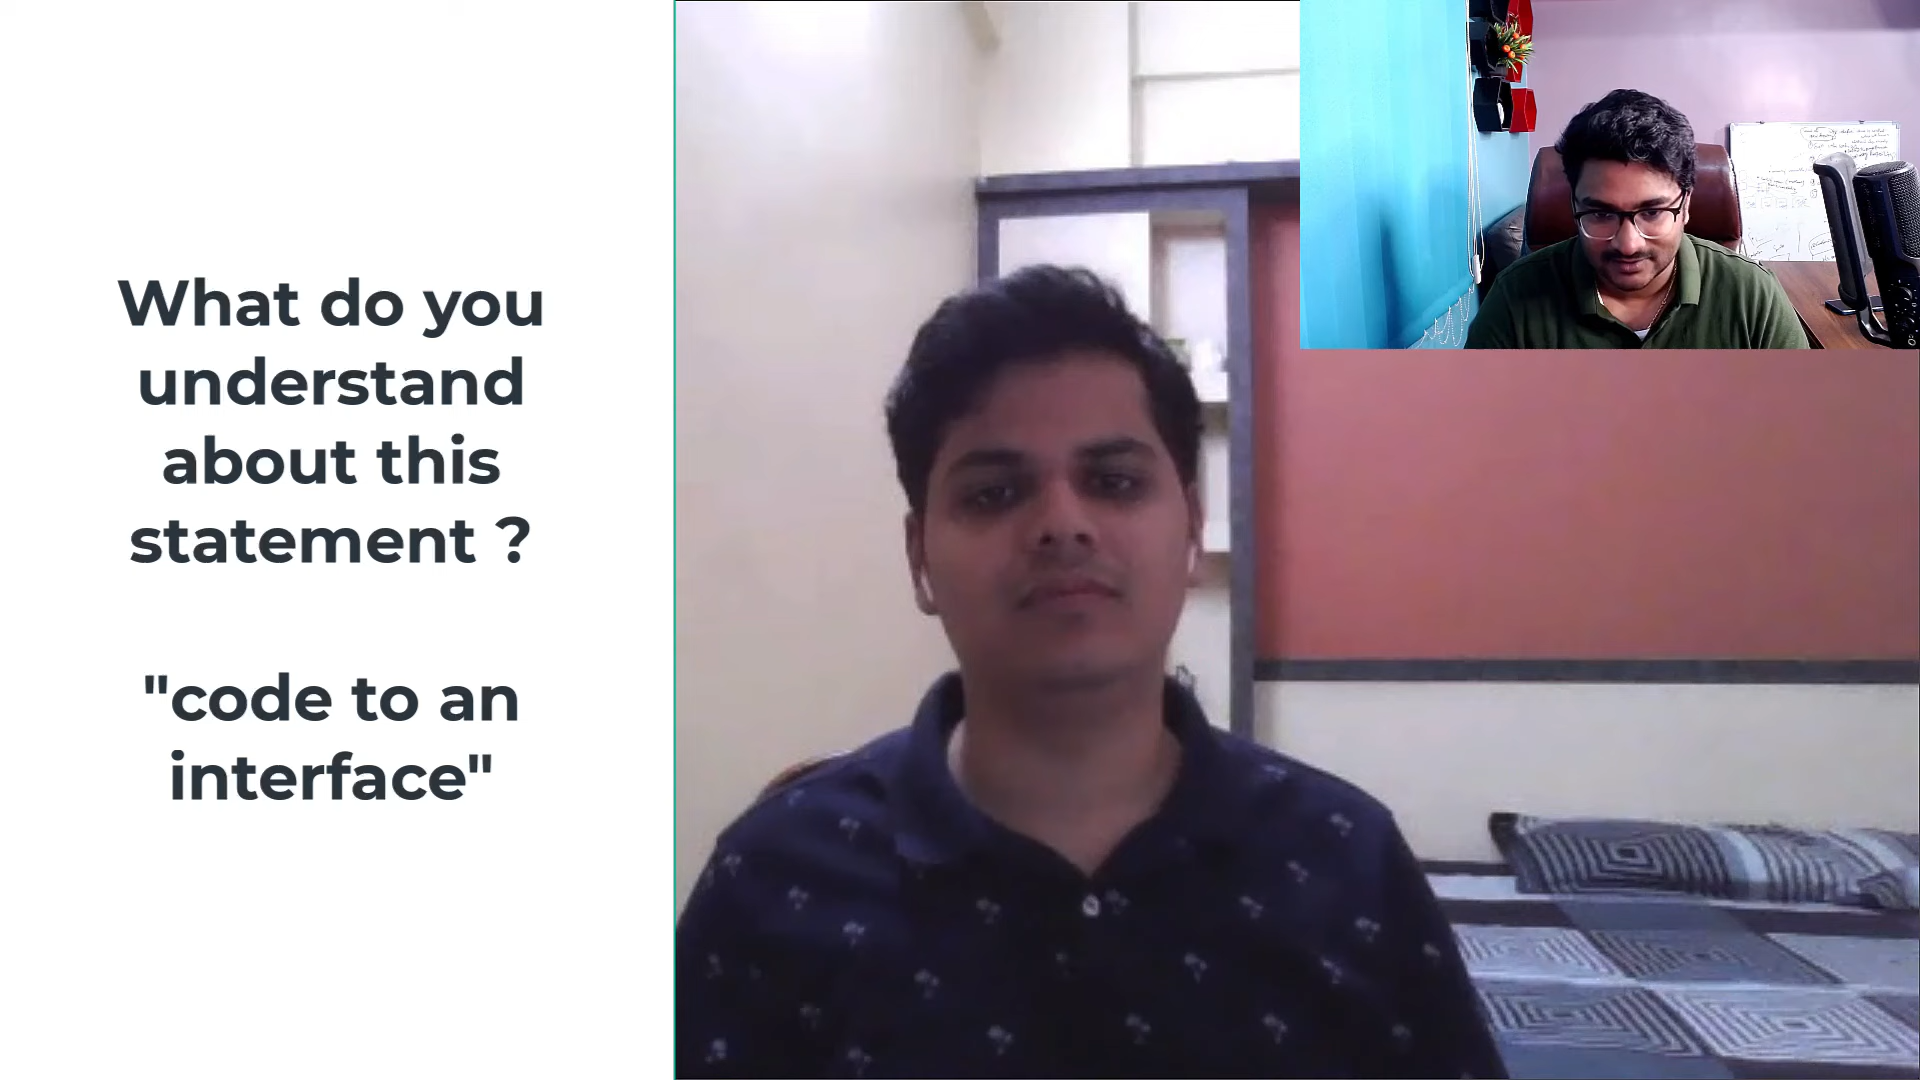 What do you
understand
about this
statement ?
"code to an
interface"